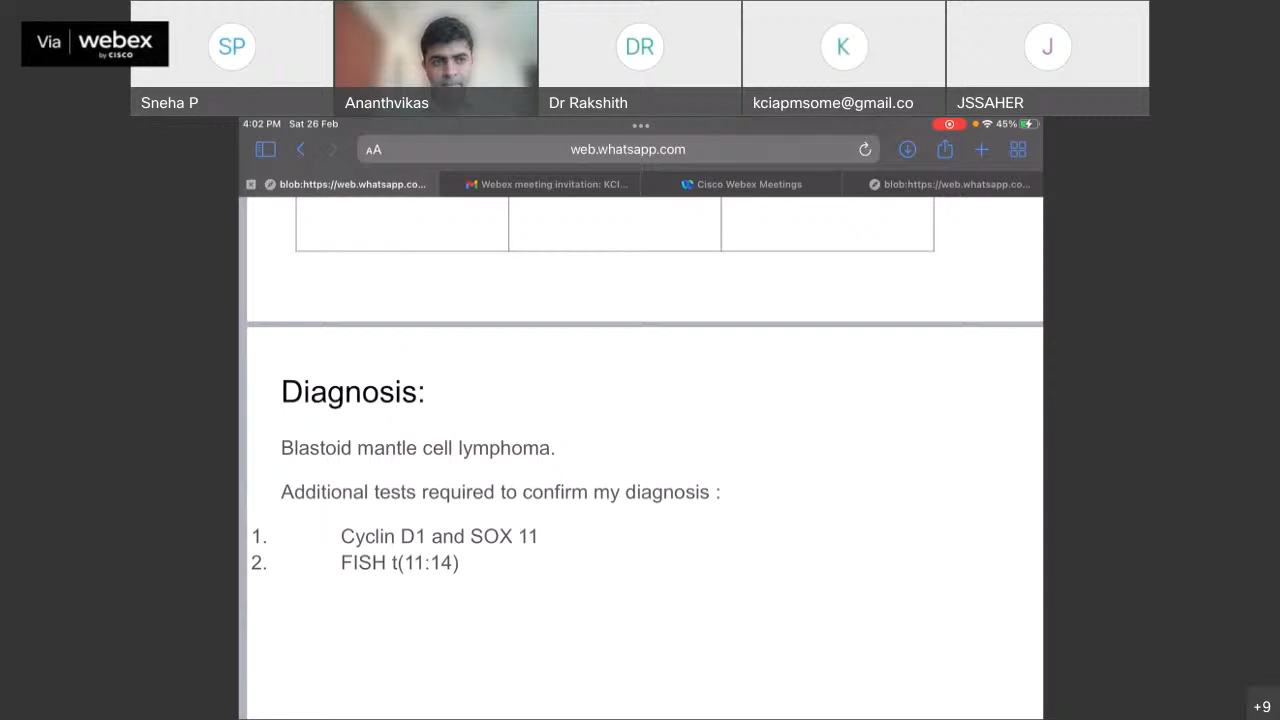 Via webex
by CISCO
SP
DR
K
J
Sneha P
Ananthvikas
Dr Rakshith
kciapmsome@gmail.co
JSSAHER
4:02 PM Sat 26 Feb
45%
AA
web.whatsapp.com
blob:https://web.whatsapp.co...
Webex meeting invitation: KCI...
Cisco Webex Meetings
blob:https://web.whatsapp.co...
Diagnosis:
Blastoid mantle cell lymphoma.
Additional tests required to confirm my diagnosis :
1. Cyclin D1 and SOX 11
2. FISH t(11:14)
+9